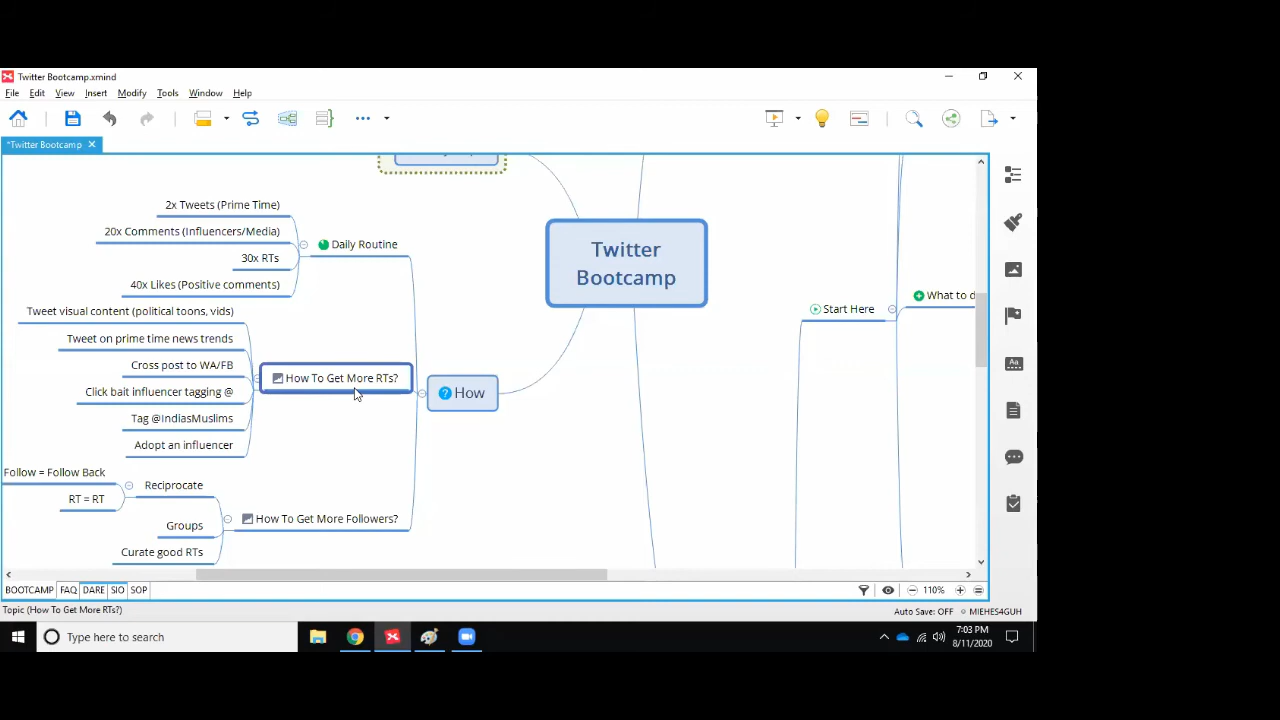 Twitter Bootcamp.xmind
File Edit View Insert Modify Tools Window Help
*Twitter Bootcamp
2x Tweets (Prime Time)
20x Comments (Influencers/Media)
30x RTs
40x Likes (Positive comments)
Daily Routine
Tweet visual content (political toons, vids)
Tweet on prime time news trends
Cross post to WA/FB
Click bait influencer tagging @
Tag @IndiasMuslims
Adopt an influencer
How To Get More RTs?
Follow = Follow Back
RT = RT
Reciprocate
Groups
Curate good RTs
How To Get More Followers?
How
Twitter
Bootcamp
Start Here
What to d
BOOTCAMP FAQ DARE SIO SOP
110%
Topic (How To Get More RTs?)
Auto Save: OFF MIEHES4GUH
Type here to search
7:03 PM
8/11/2020